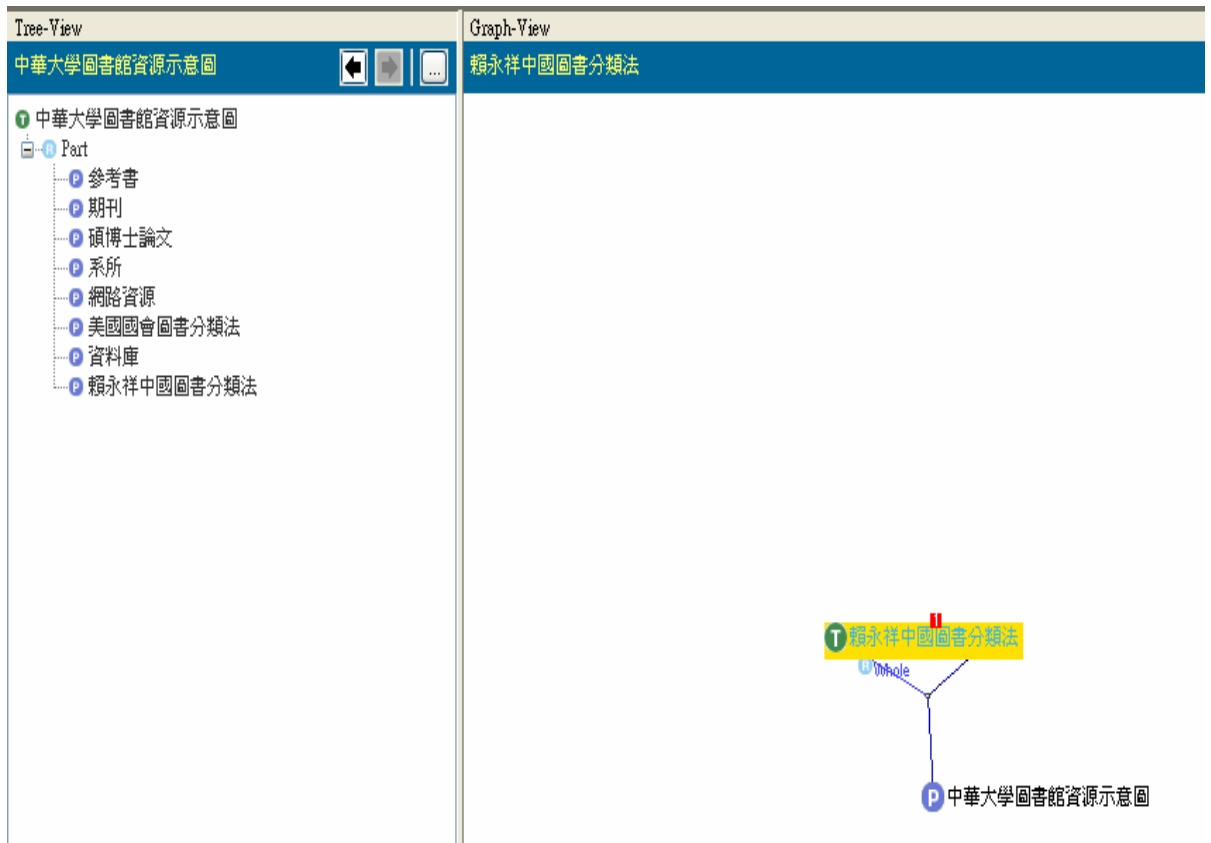 Tree-View
中華大學圖書館資源示意圖
...
T 中華大學圖書館資源示意圖
R Part
P 參考書
P 期刊
P 碩博士論文
P 系所
P 網路資源
P 美國國會圖書分類法
P 資料庫
P 賴永祥中國圖書分類法
Graph-View
賴永祥中國圖書分類法
1
T 賴永祥中國圖書分類法
R Whole
P 中華大學圖書館資源示意圖